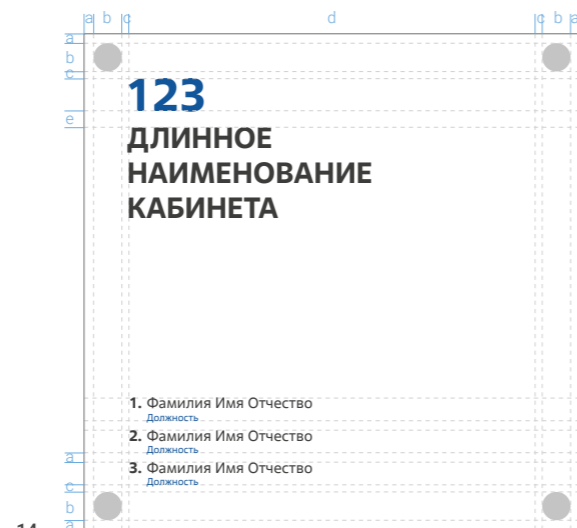 a b c d c b a
a
b
c
123
e
ДЛИННОЕ
НАИМЕНОВАНИЕ
КАБИНЕТА
1. Фамилия Имя Отчество
Должность
2. Фамилия Имя Отчество
Должность
a
3. Фамилия Имя Отчество
Должность
c
b
a
14